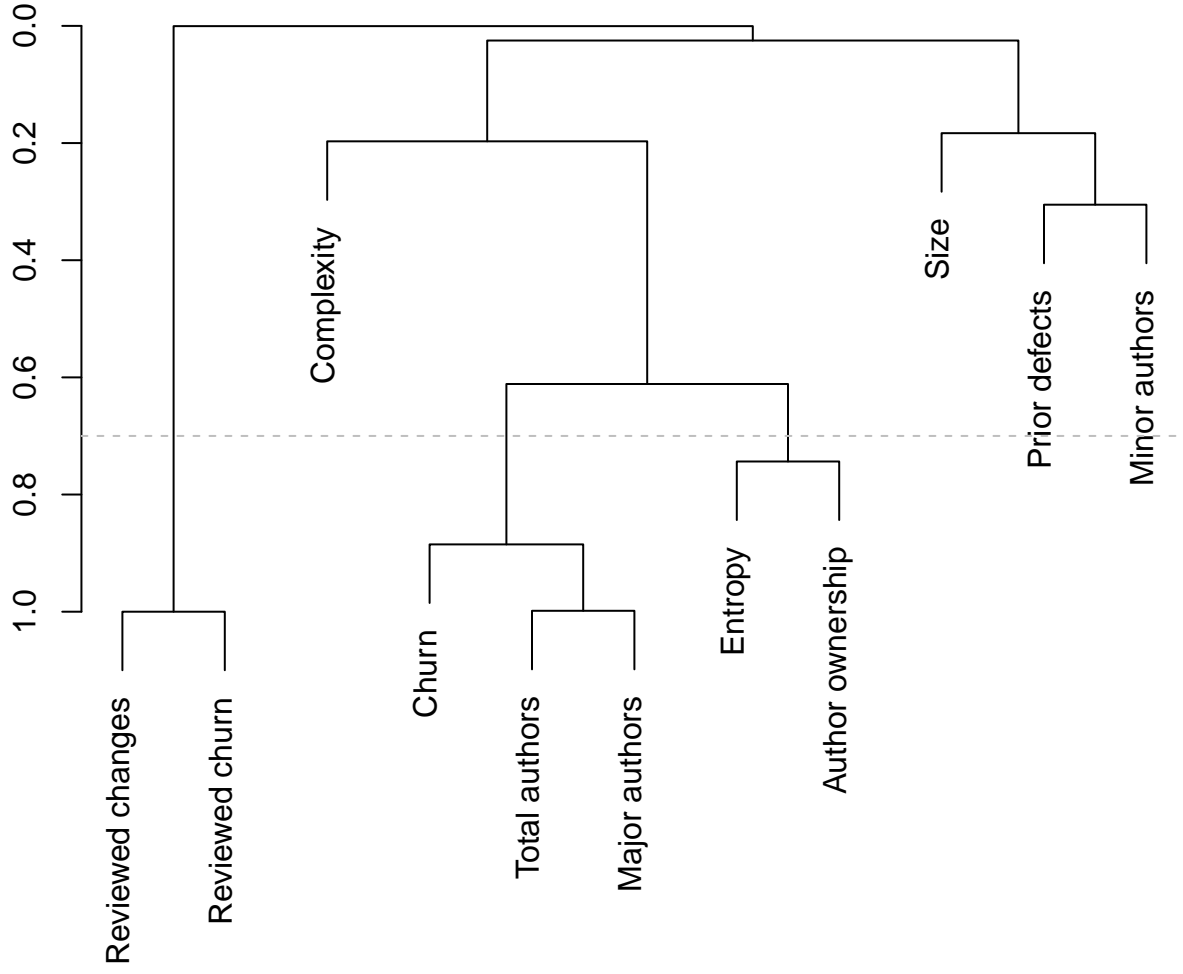 0.0
0.2
0.4
0.6
0.8
1.0
Reviewed changes
Reviewed churn
Complexity
Churn
Total authors
Major authors
Entropy
Author ownership
Size
Prior defects
Minor authors